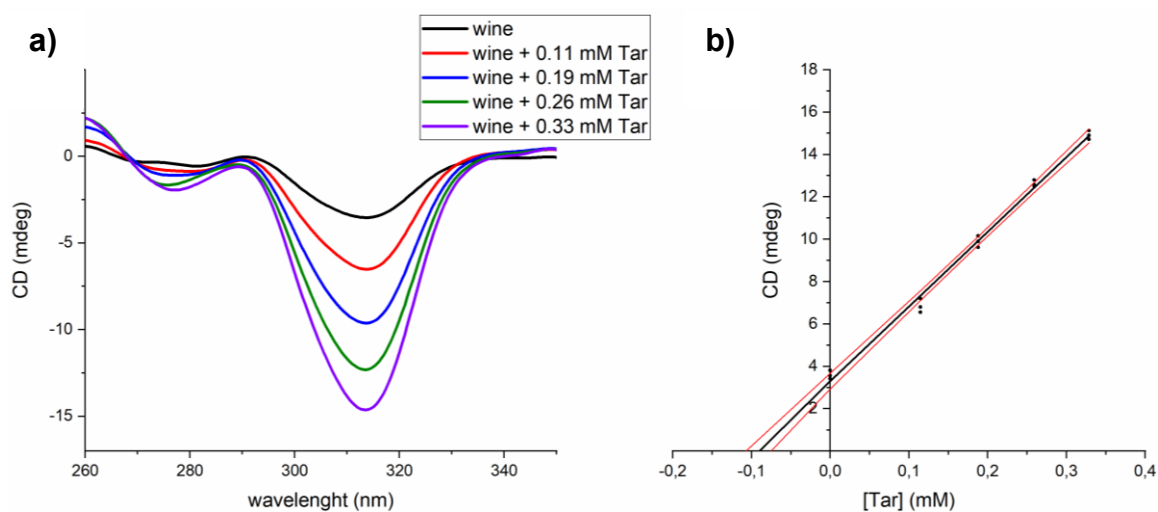 a)
wine
wine + 0.11 mM Tar
wine + 0.19 mM Tar
wine + 0.26 mM Tar
wine + 0.33 mM Tar
0
-5
-10
-15
CD (mdeg)
260
280
300
320
340
wavelenght (nm)
b)
18
16
14
12
10
8
6
4
2
CD (mdeg)
-0,2
-0,1
0,0
0,1
0,2
0,3
0,4
[Tar] (mM)